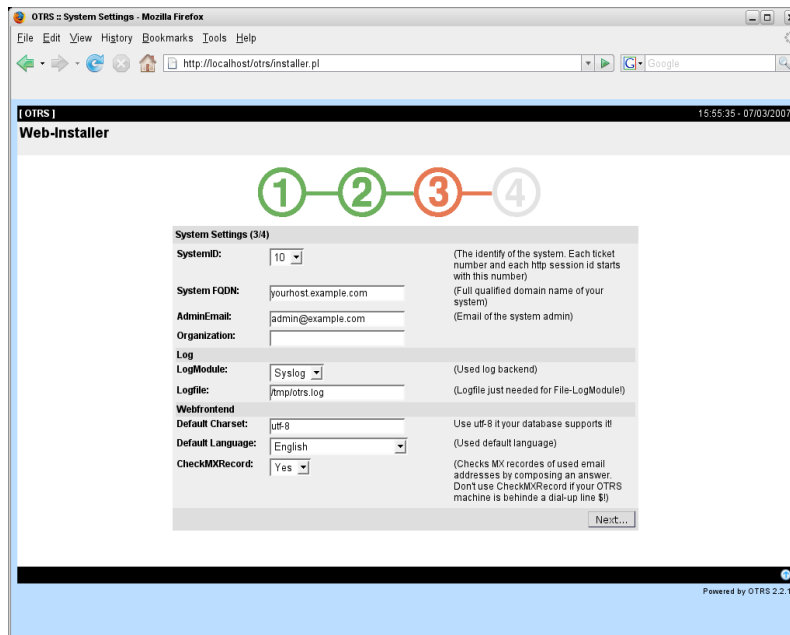 OTRS :: System Settings - Mozilla Firefox
File Edit View History Bookmarks Tools Help
http://localhost/otrs/installer.pl
G Google
[ OTRS ] 15:55:35 - 07/03/2007
Web-Installer
1 2 3 4
System Settings (3/4)
SystemID: 10 (The identify of the system. Each ticket
number and each http session id starts
with this number)
System FQDN: yourhost.example.com (Full qualified domain name of your
system)
AdminEmail: admin@example.com (Email of the system admin)
Organization:
Log
LogModule: Syslog (Used log backend)
Logfile: /tmp/otrs.log (Logfile just needed for File-LogModule!)
Webfrontend
Default Charset: utf-8 Use utf-8 it your database supports it!
Default Language: English (Used default language)
CheckMXRecord: Yes (Checks MX recordes of used email
addresses by composing an answer.
Don't use CheckMXRecord if your OTRS
machine is behinde a dial-up line $!)
Next...
Powered by OTRS 2.2.1